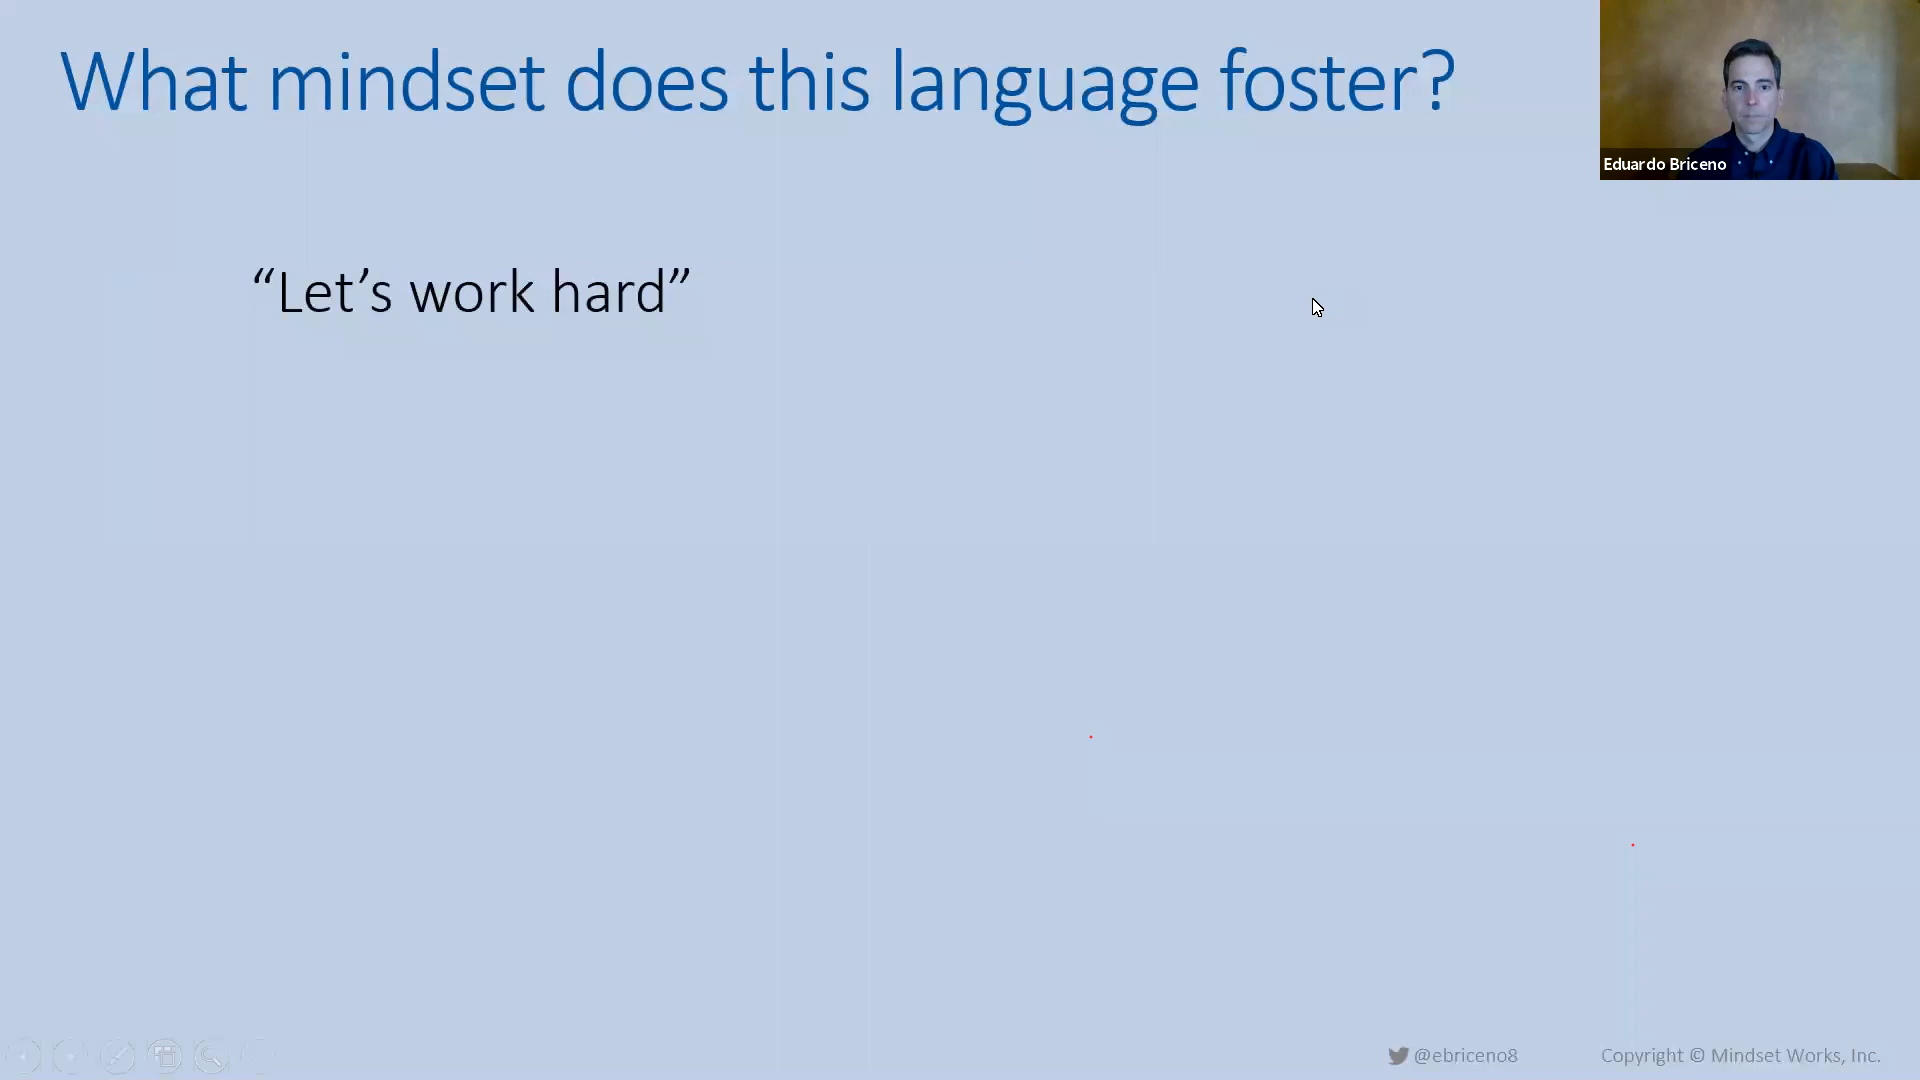 What mindset does this language foster?
Eduardo Briceno
“Let’s work hard”
@ebriceno8
Copyright © Mindset Works, Inc.